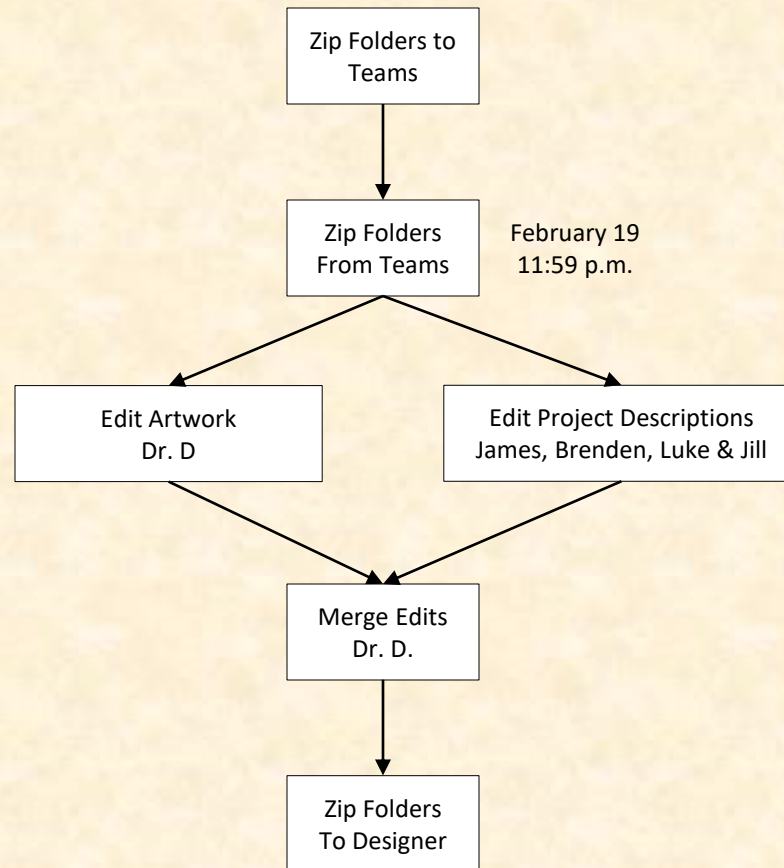 Zip Folders to
Teams
Zip Folders
From Teams
February 19
11:59 p.m.
Edit Artwork
Dr. D
Edit Project Descriptions
James, Brenden, Luke & Jill
Merge Edits
Dr. D.
Zip Folders
To Designer